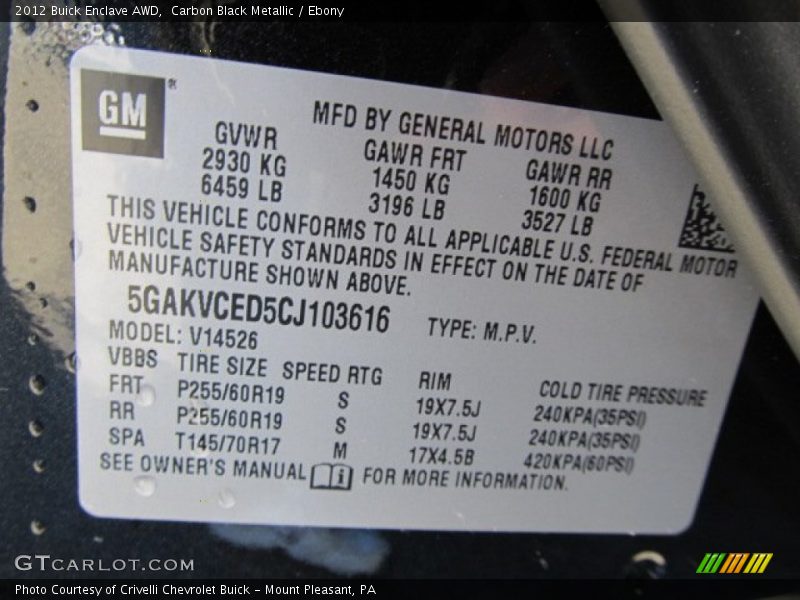 2012 Buick Enclave AWD, Carbon Black Metallic / Ebony
GM®
MFD BY GENERAL MOTORS LLC
GVWR GAWR FRT GAWR RR
2930 KG 1450 KG 1600 KG
6459 LB 3196 LB 3527 LB
THIS VEHICLE CONFORMS TO ALL APPLICABLE U.S. FEDERAL MOTOR
VEHICLE SAFETY STANDARDS IN EFFECT ON THE DATE OF
MANUFACTURE SHOWN ABOVE.
5GAKVCED5CJ103616 TYPE: M.P.V.
MODEL: V14526
VBBS TIRE SIZE SPEED RTG RIM COLD TIRE PRESSURE
FRT P255/60R19 S 19X7.5J 240KPA(35PSI)
RR P255/60R19 S 19X7.5J 240KPA(35PSI)
SPA T145/70R17 M 17X4.5B 420KPA(60PSI)
SEE OWNER'S MANUAL i FOR MORE INFORMATION.
GTCARLOT.COM
Photo Courtesy of Crivelli Chevrolet Buick – Mount Pleasant, PA